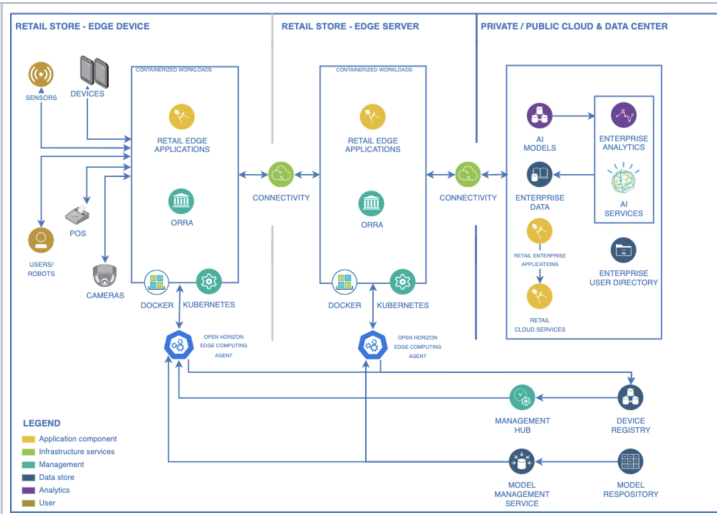 RETAIL STORE - EDGE DEVICE
RETAIL STORE - EDGE SERVER
PRIVATE / PUBLIC CLOUD & DATA CENTER
CONTAINERIZED WORKLOADS
SENSORS
DEVICES
RETAIL EDGE
APPLICATIONS
ORRA
POS
USERS/
ROBOTS
CAMERAS
DOCKER
KUBERNETES
CONNECTIVITY
CONTAINERIZED WORKLOADS
RETAIL EDGE
APPLICATIONS
ORRA
DOCKER
KUBERNETES
CONNECTIVITY
AI
MODELS
ENTERPRISE
ANALYTICS
ENTERPRISE
DATA
AI
SERVICES
RETAIL ENTERPRISE
APPLICATIONS
ENTERPRISE
USER DIRECTORY
RETAIL
CLOUD SERVICES
OPEN HORIZON
EDGE COMPUTING
AGENT
OPEN HORIZON
EDGE COMPUTING
AGENT
MANAGEMENT
HUB
DEVICE
REGISTRY
MODEL
MANAGEMENT
SERVICE
MODEL
RESPOSITORY
LEGEND
Application component
Infrastructure services
Management
Data store
Analytics
User